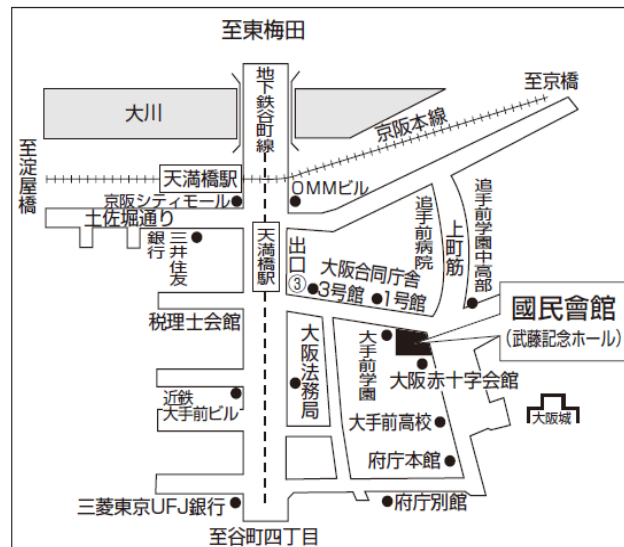 至東梅田
地下鉄谷町線
至京橋
大川
京阪本線
至淀屋橋
天満橋駅
OMMビル
京阪シティモール
土佐堀通り
三井住友
銀行
天満橋駅
出口
③
追手前病院
上町筋
追手前学園中高部
大阪合同庁舎
3号館
1号館
國民會館
(武藤記念ホール)
税理士会館
大阪法務局
大手前学園
大阪赤十字会館
近鉄
大手前ビル
大手前高校
大阪城
府庁本館
三菱東京UFJ銀行
府庁別館
至谷町四丁目